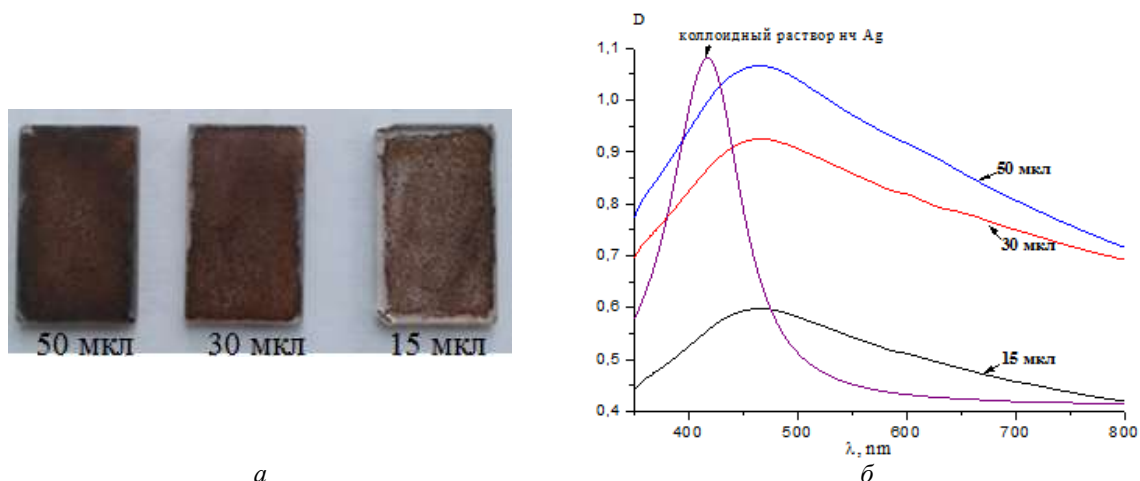 50 мкл 30 мкл 15 мкл
а
D
коллоидный раствор нч Ag
1,1
1,0
0,9
0,8
0,7
0,6
0,5
0,4
50 мкл
30 мкл
15 мкл
400 500 600 700 800
λ, nm
б